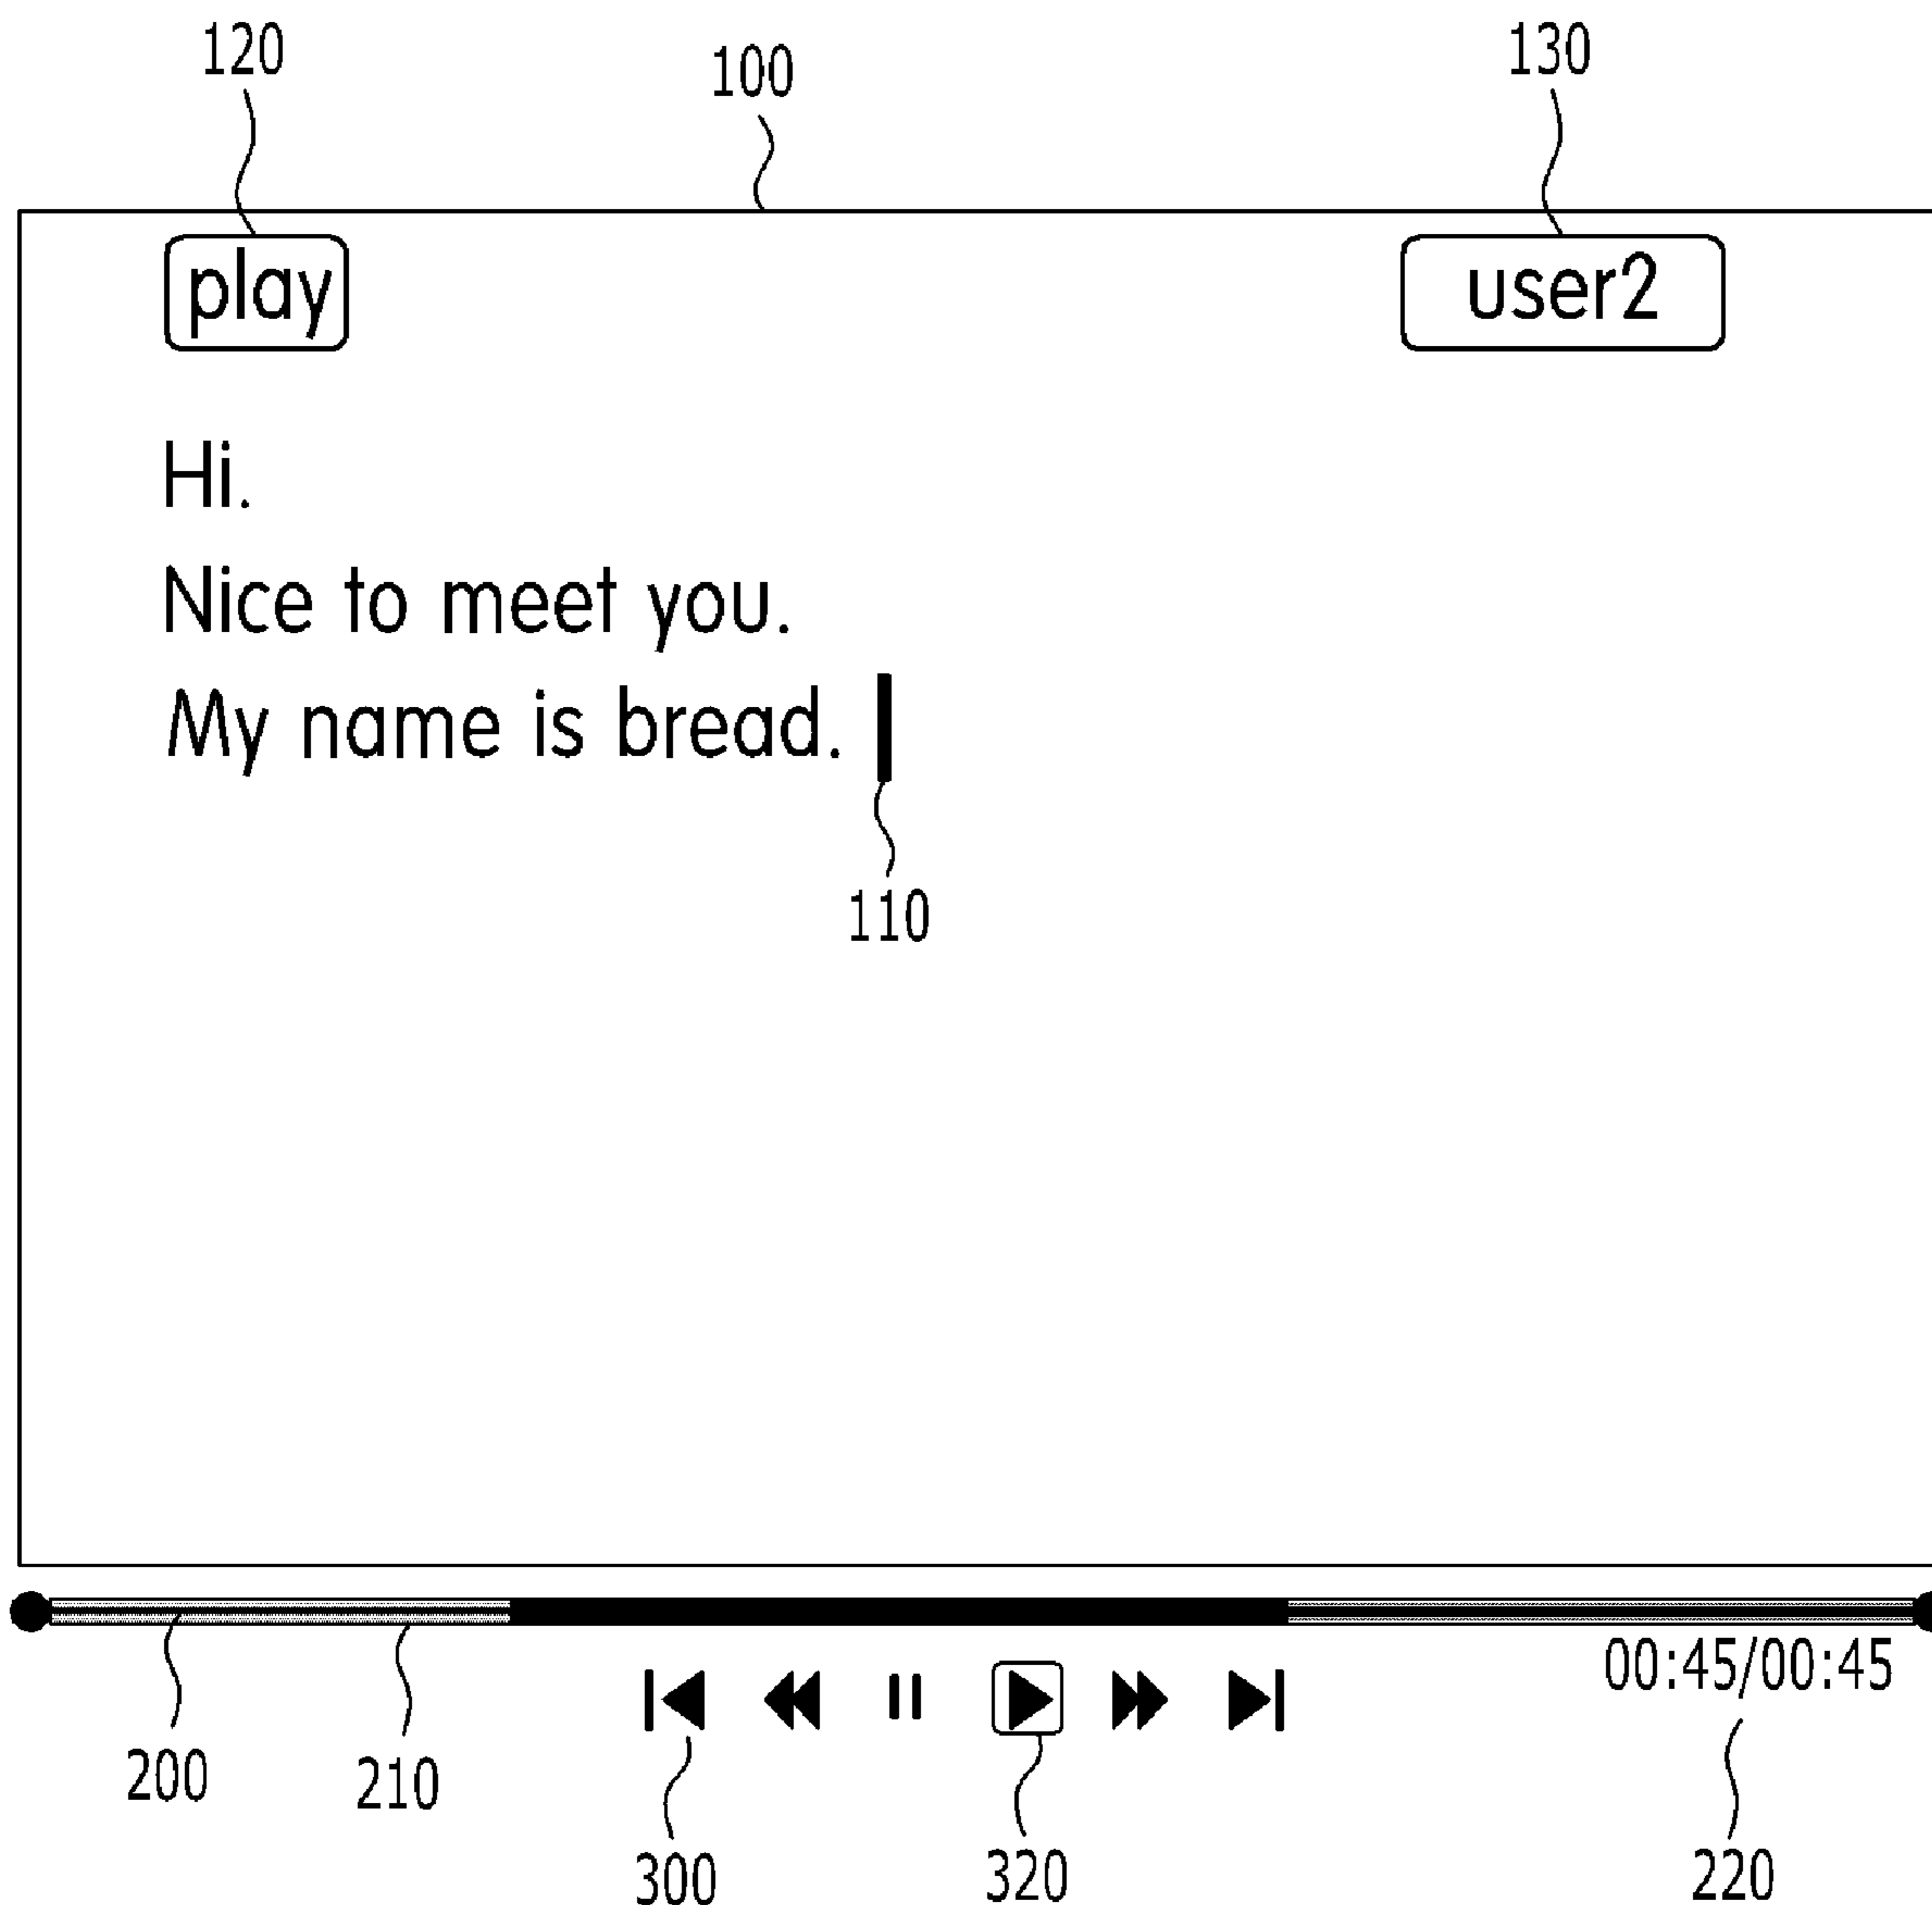 120
100
130
play
user2
Hi.
Nice to meet you.
My name is bread.
110
00:45/00:45
200
210
300
320
220